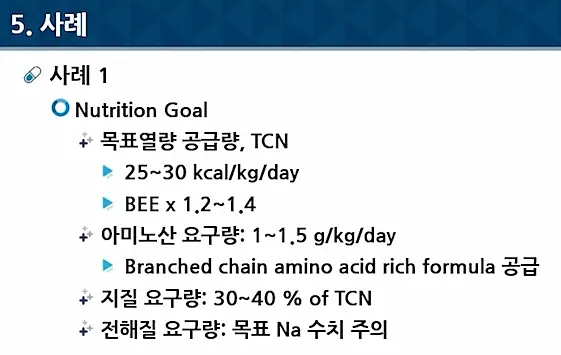 5. 사례
사례 1
Nutrition Goal
목표열량 공급량, TCN
25~30 kcal/kg/day
BEE x 1.2~1.4
아미노산 요구량: 1~1.5 g/kg/day
Branched chain amino acid rich formula 공급
지질 요구량: 30~40 % of TCN
전해질 요구량: 목표 Na 수치 주의